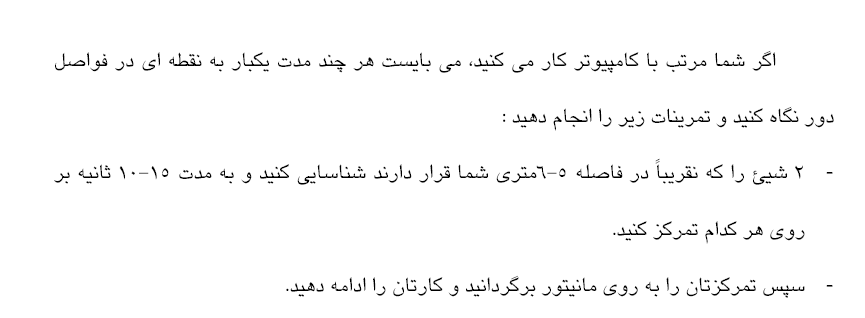 اگر شما مرتب با کامپیوتر کار می کنید، می بایست هر چند مدت یکبار به نقطه ای در فواصل
دور نگاه کنید و تمرینات زیر را انجام دهید :
- ۲ شیئ را که تقریباً در فاصله ۵-۶متری شما قرار دارند شناسایی کنید و به مدت ۱۵-۱۰ ثانیه بر
روی هر کدام تمرکز کنید.
- سپس تمرکزتان را به روی مانیتور برگردانید و کارتان را ادامه دهید.